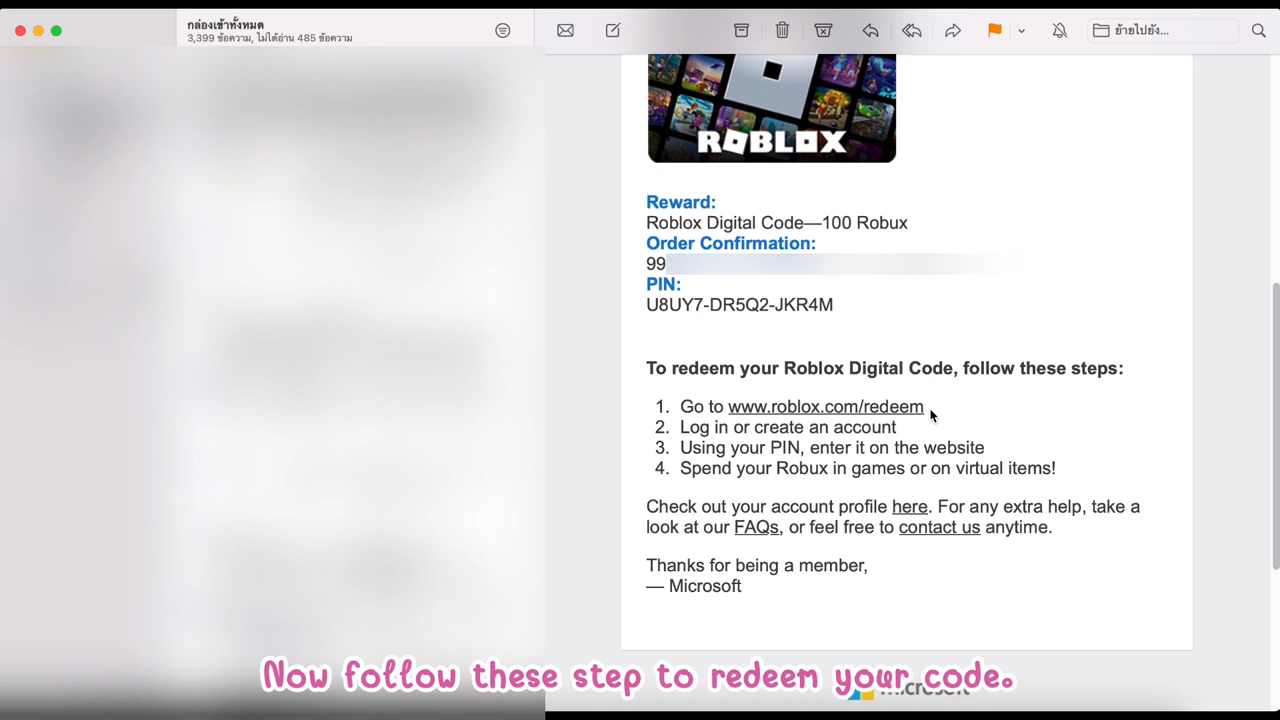 กล่องเข้าทั้งหมด
3,399 ข้อความ, ไม่ได้อ่าน 485 ข้อความ
ย้ายไปยัง...
ROBLOX
Reward:
Roblox Digital Code—100 Robux
Order Confirmation:
99
PIN:
U8UY7-DR5Q2-JKR4M
To redeem your Roblox Digital Code, follow these steps:
1. Go to www.roblox.com/redeem
2. Log in or create an account
3. Using your PIN, enter it on the website
4. Spend your Robux in games or on virtual items!
Check out your account profile here. For any extra help, take a
look at our FAQs, or feel free to contact us anytime.
Thanks for being a member,
— Microsoft
Now follow these step to redeem your code.
Microsoft